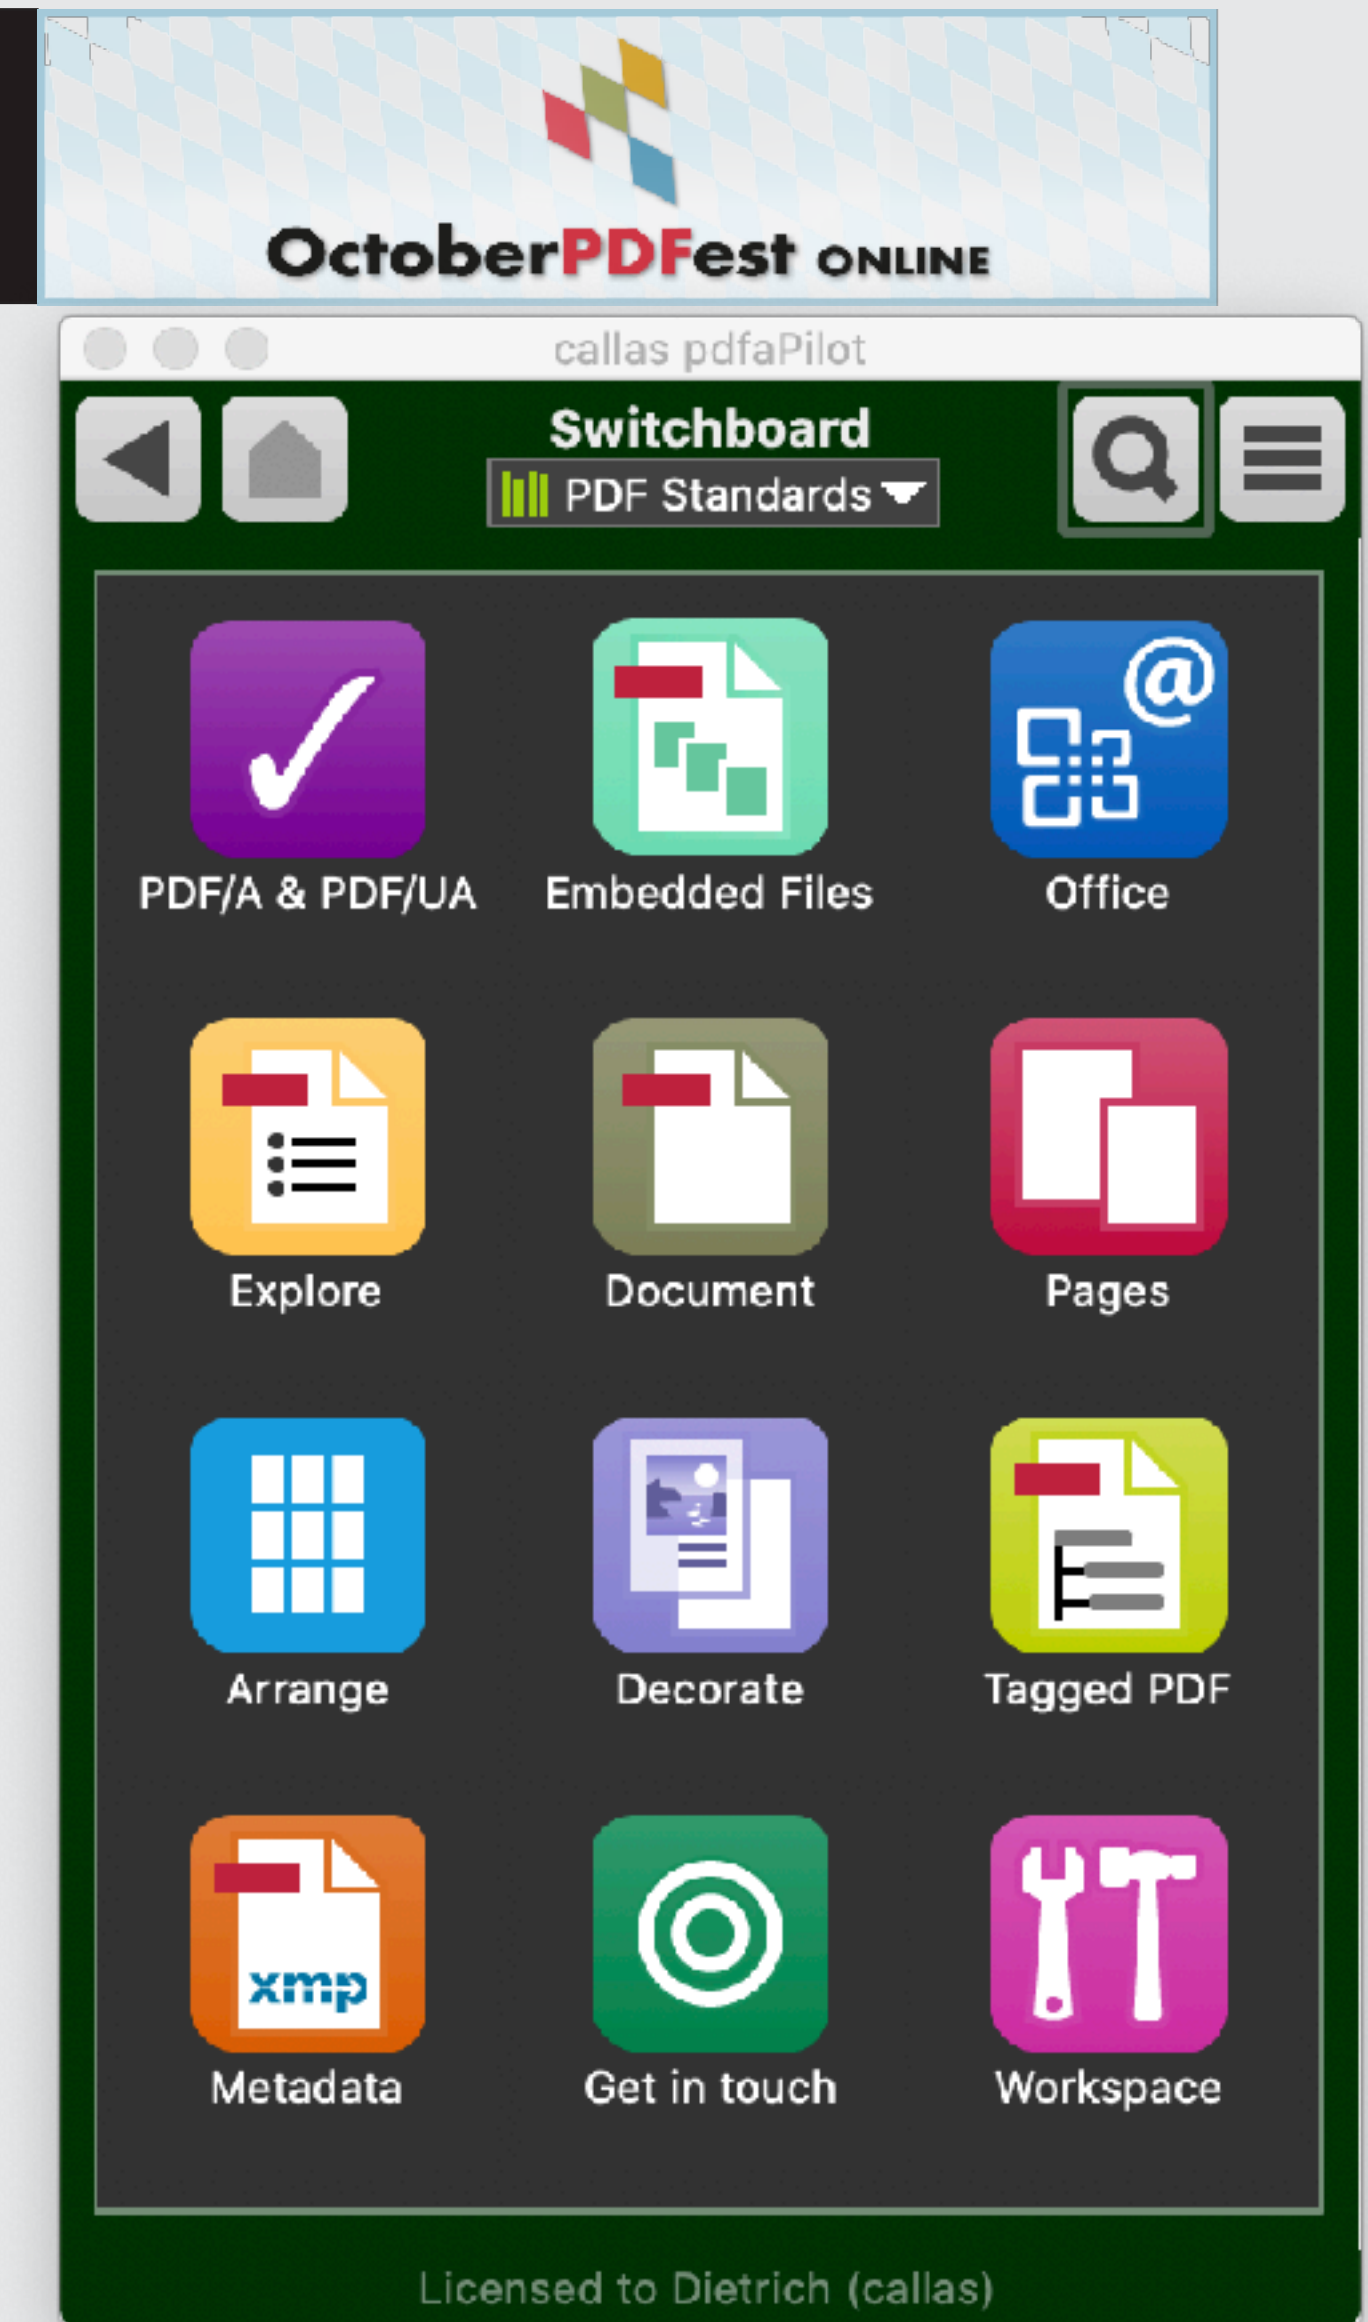 OctoberPDFest ONLINE
callas pdfaPilot
Switchboard
PDF Standards
@
PDF/A & PDF/UA Embedded Files Office
Explore Document Pages
Arrange Decorate Tagged PDF
xmp
Metadata Get in touch Workspace
Licensed to Dietrich (callas)